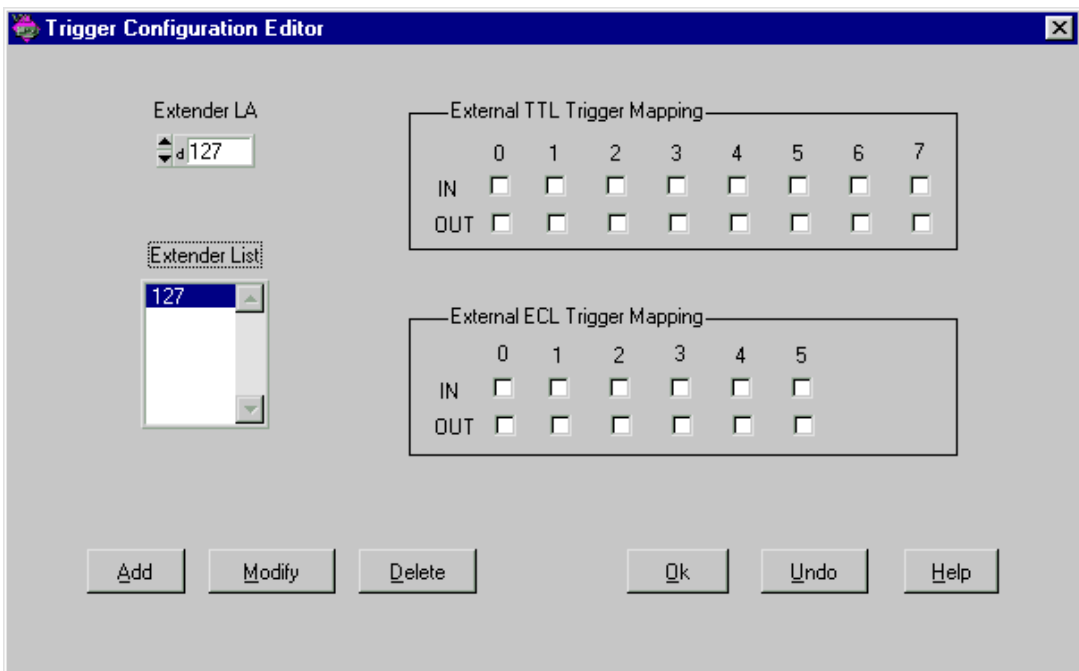 Trigger Configuration Editor
Extender LA
d 127
Extender List
127
External TTL Trigger Mapping
0 1 2 3 4 5 6 7
IN
OUT
External ECL Trigger Mapping
0 1 2 3 4 5
IN
OUT
Add Modify Delete Ok Undo Help